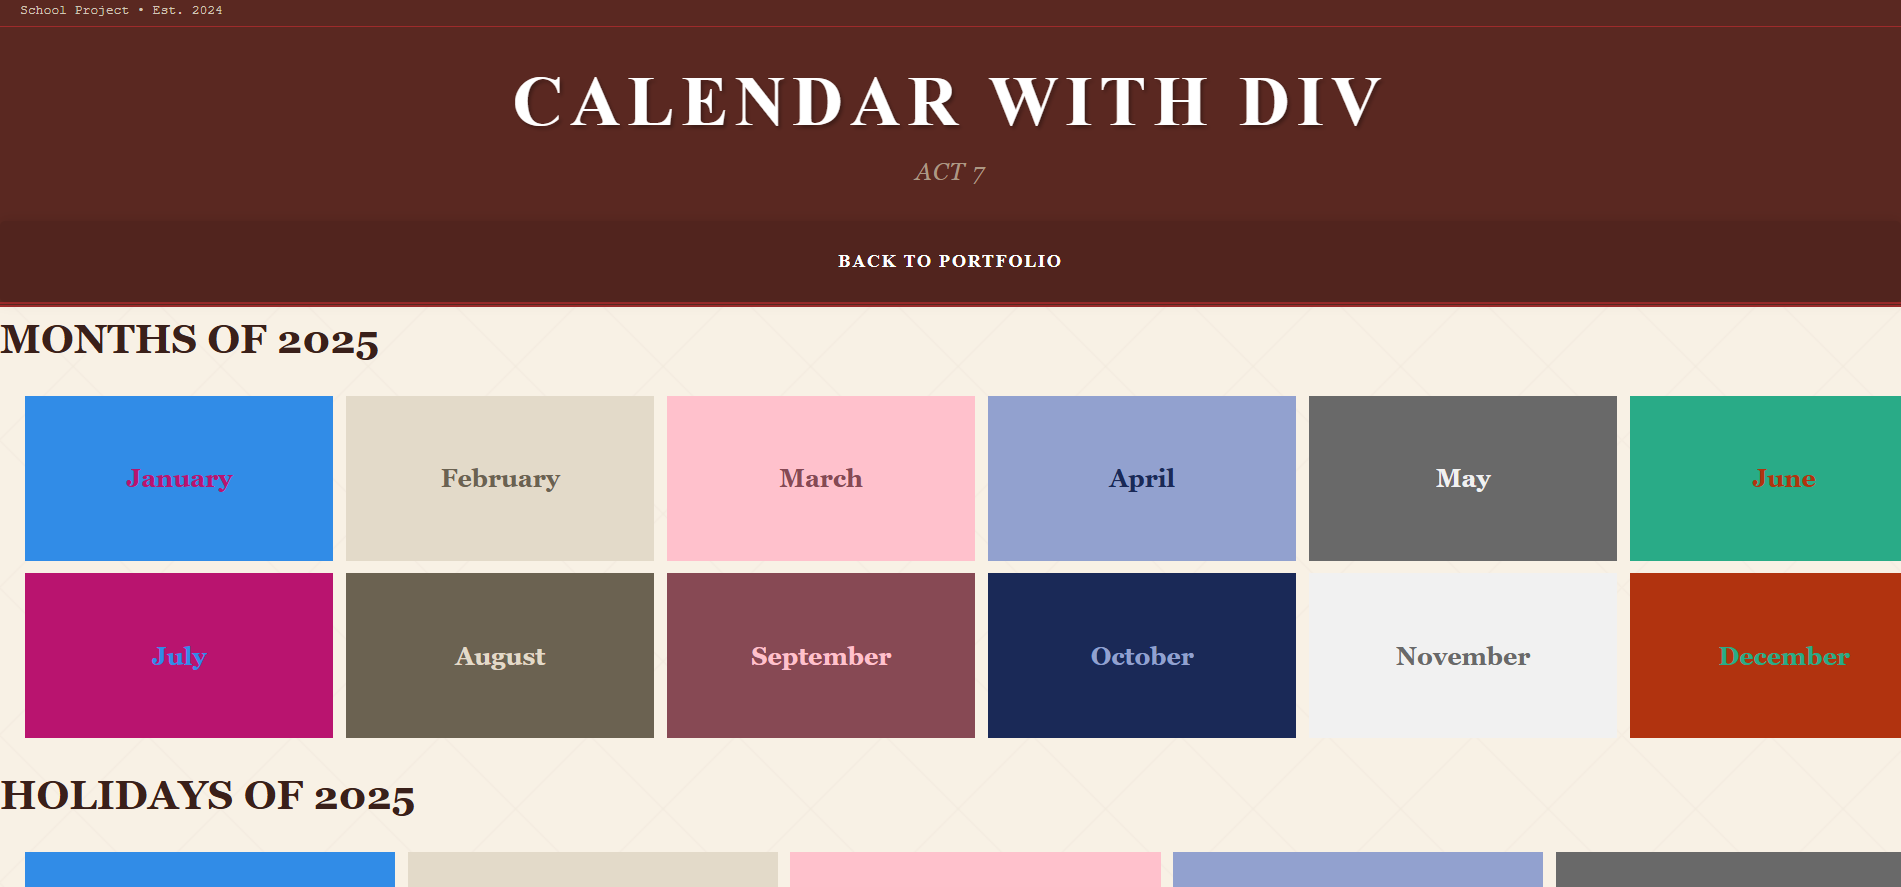 School Project • Est. 2024
CALENDAR WITH DIV
ACT 7
BACK TO PORTFOLIO
MONTHS OF 2025
January February March April May June
July August September October November December
HOLIDAYS OF 2025